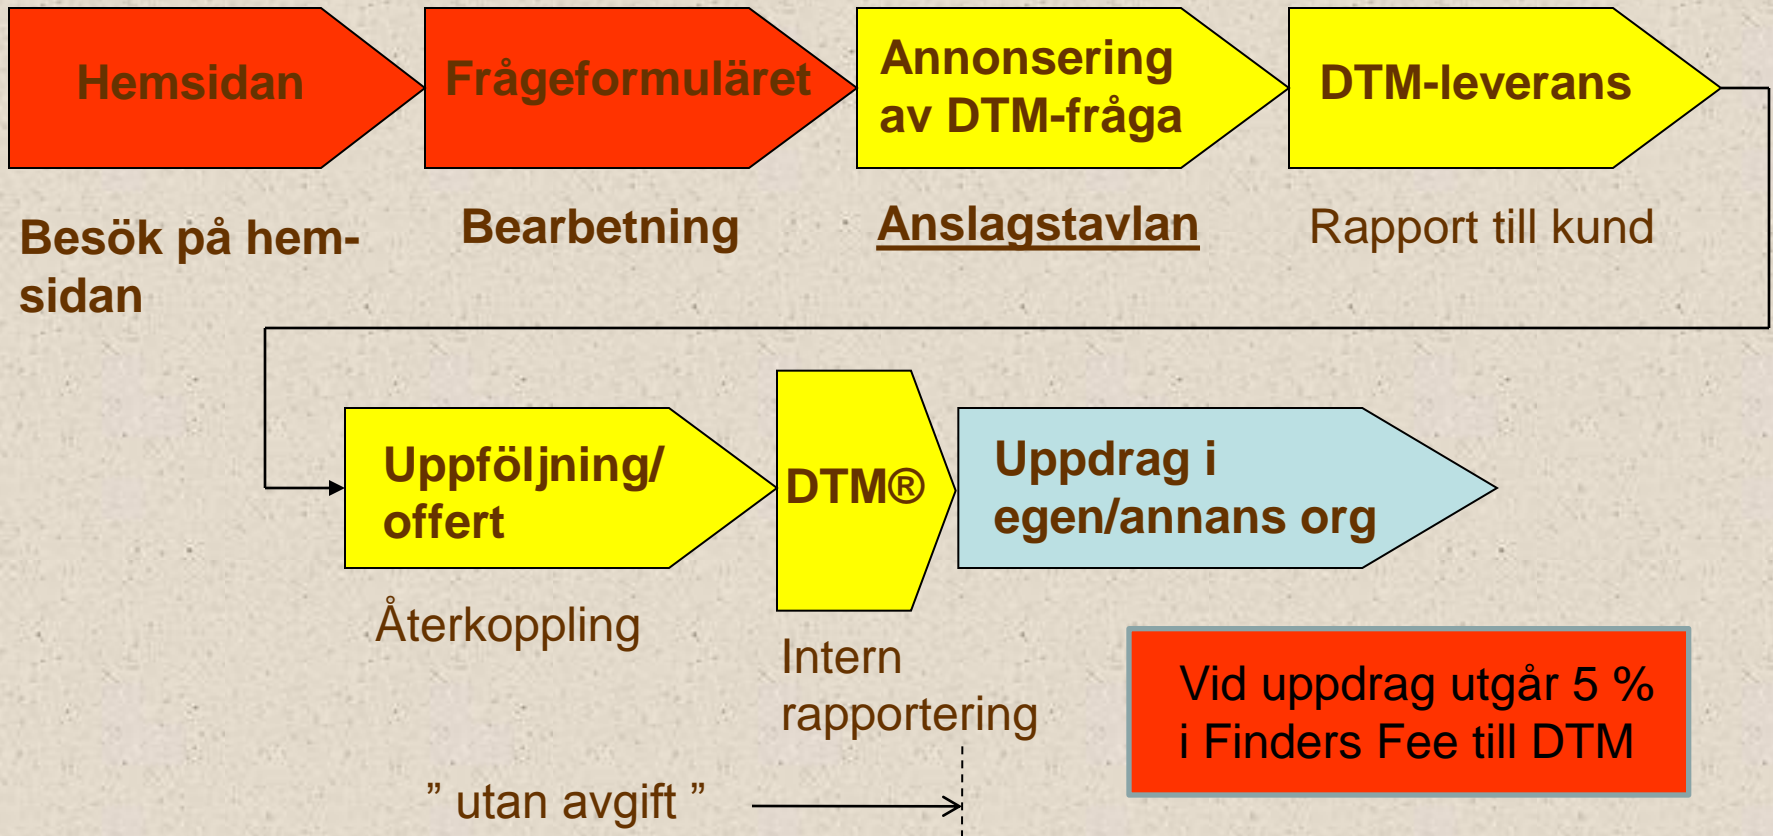 Hemsidan
Frågeformuläret
Annonsering
av DTM-fråga
DTM-leverans
Besök på hem-
sidan
Bearbetning
Anslagstavlan
Rapport till kund
Uppföljning/
offert
DTM®
Uppdrag i
egen/annans org
Återkoppling
Intern
rapportering
Vid uppdrag utgår 5 %
i Finders Fee till DTM
” utan avgift ”